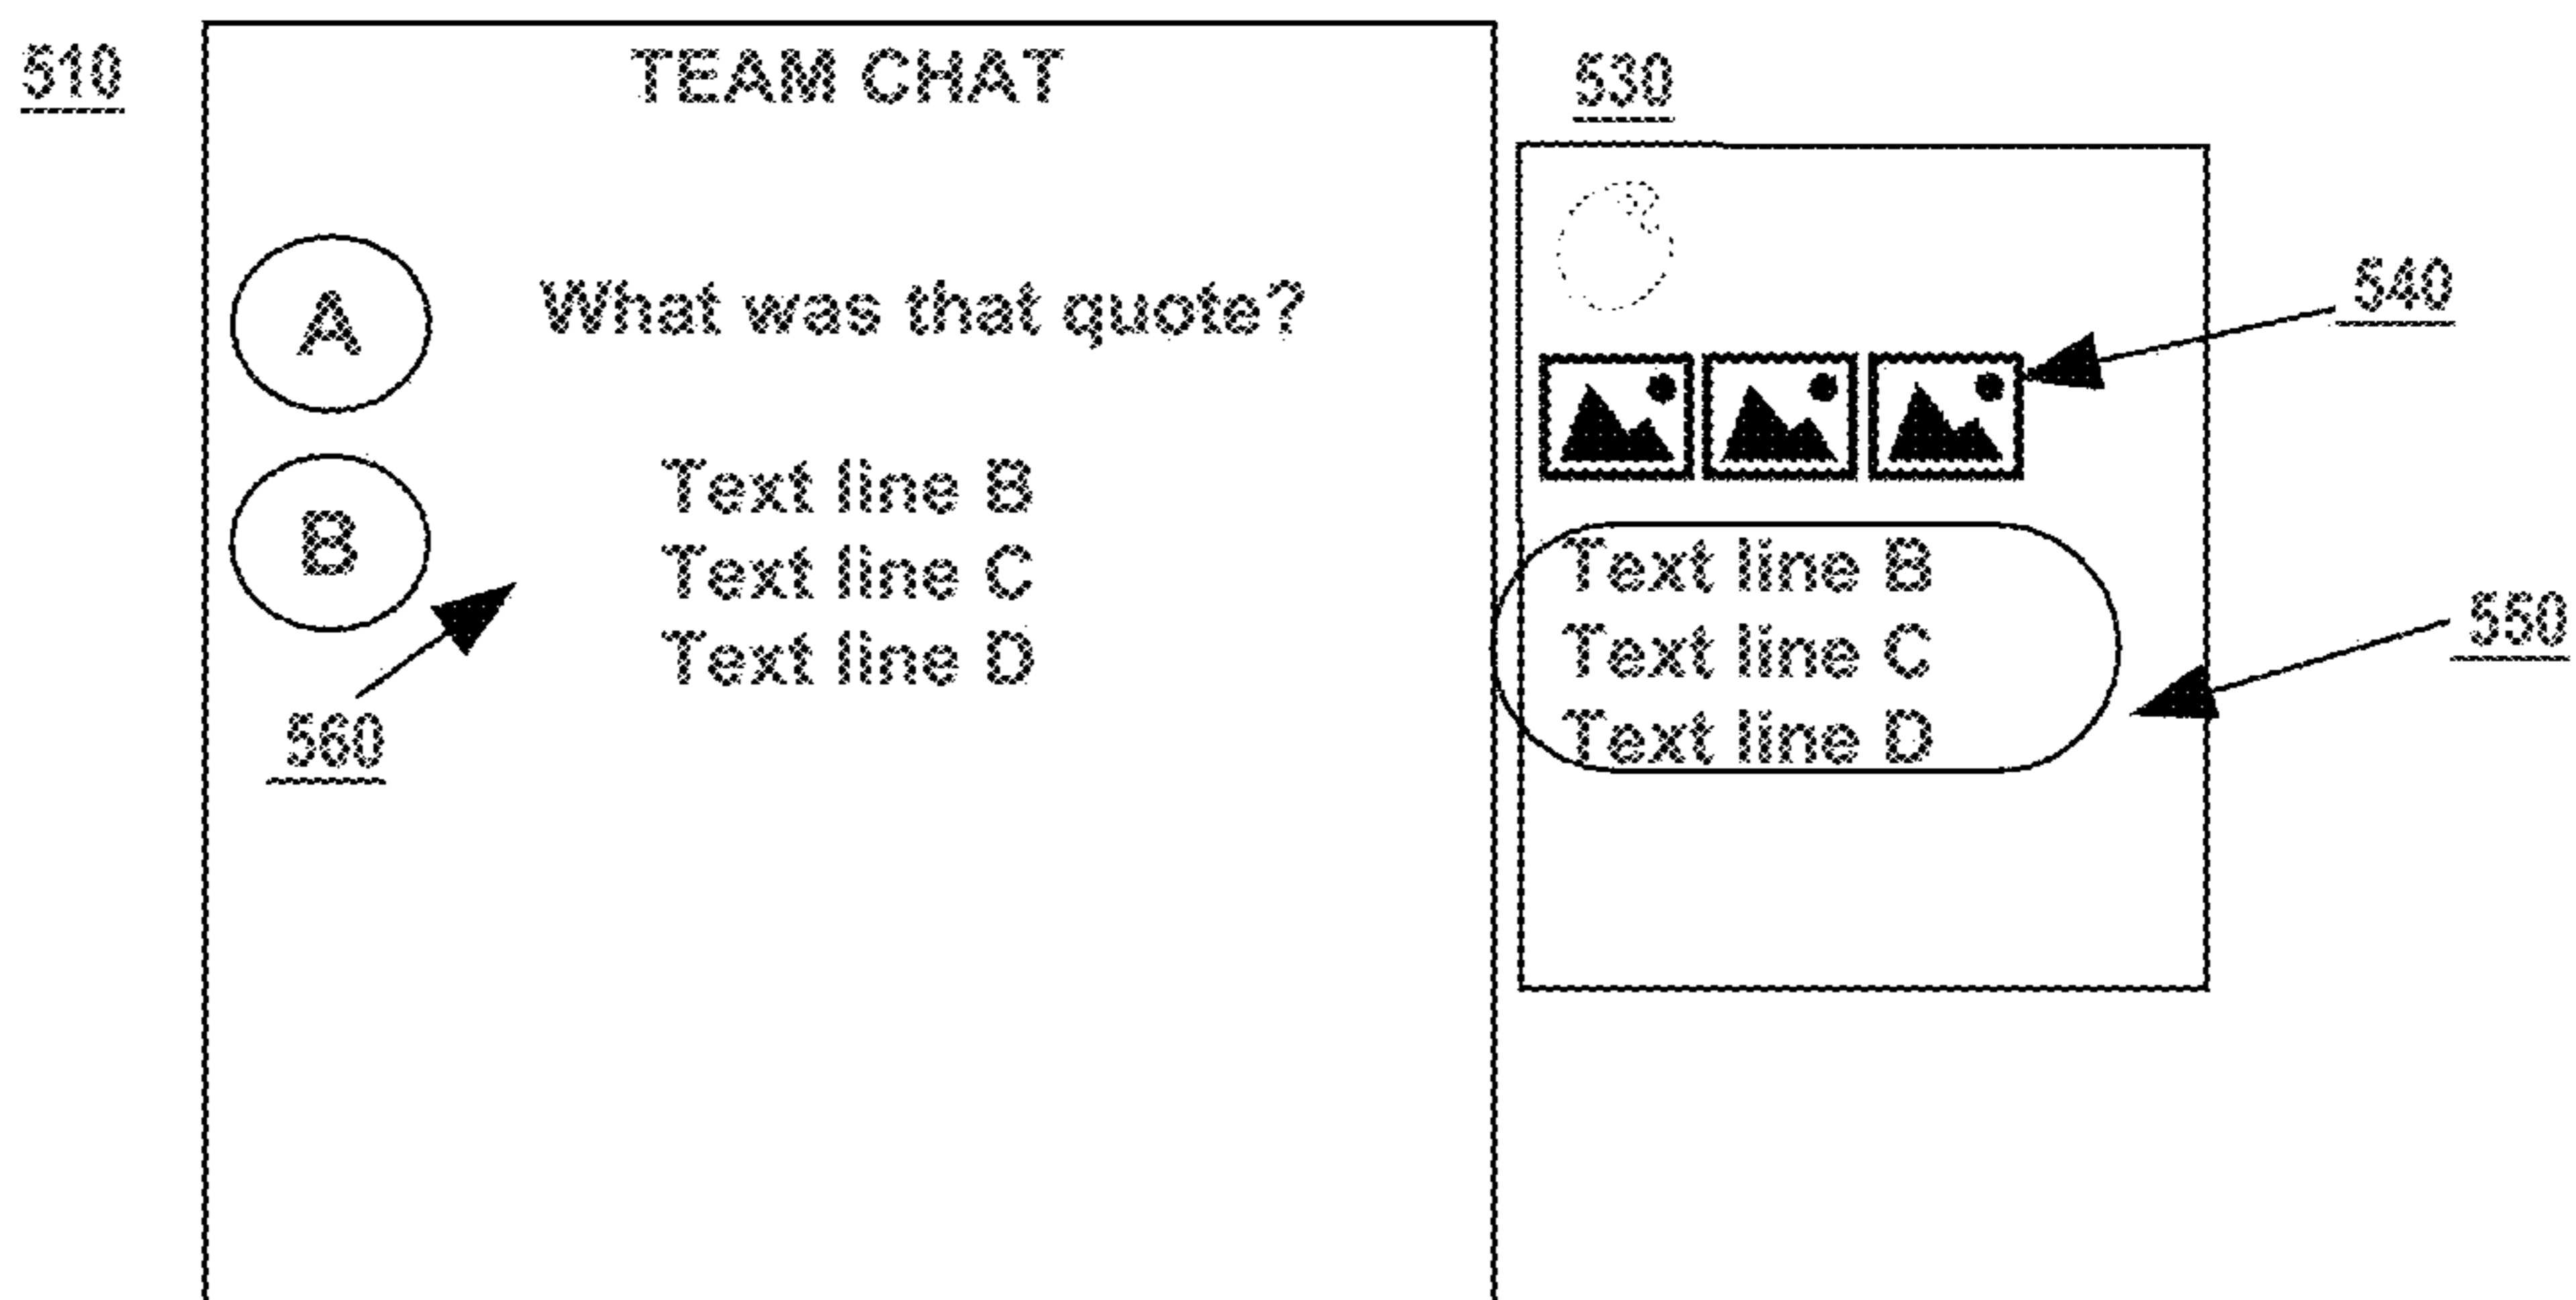 510
TEAM CHAT
A
What was that quote?
B
Text line B
Text line C
Text line D
560
530
540
Text line B
Text line C
Text line D
550